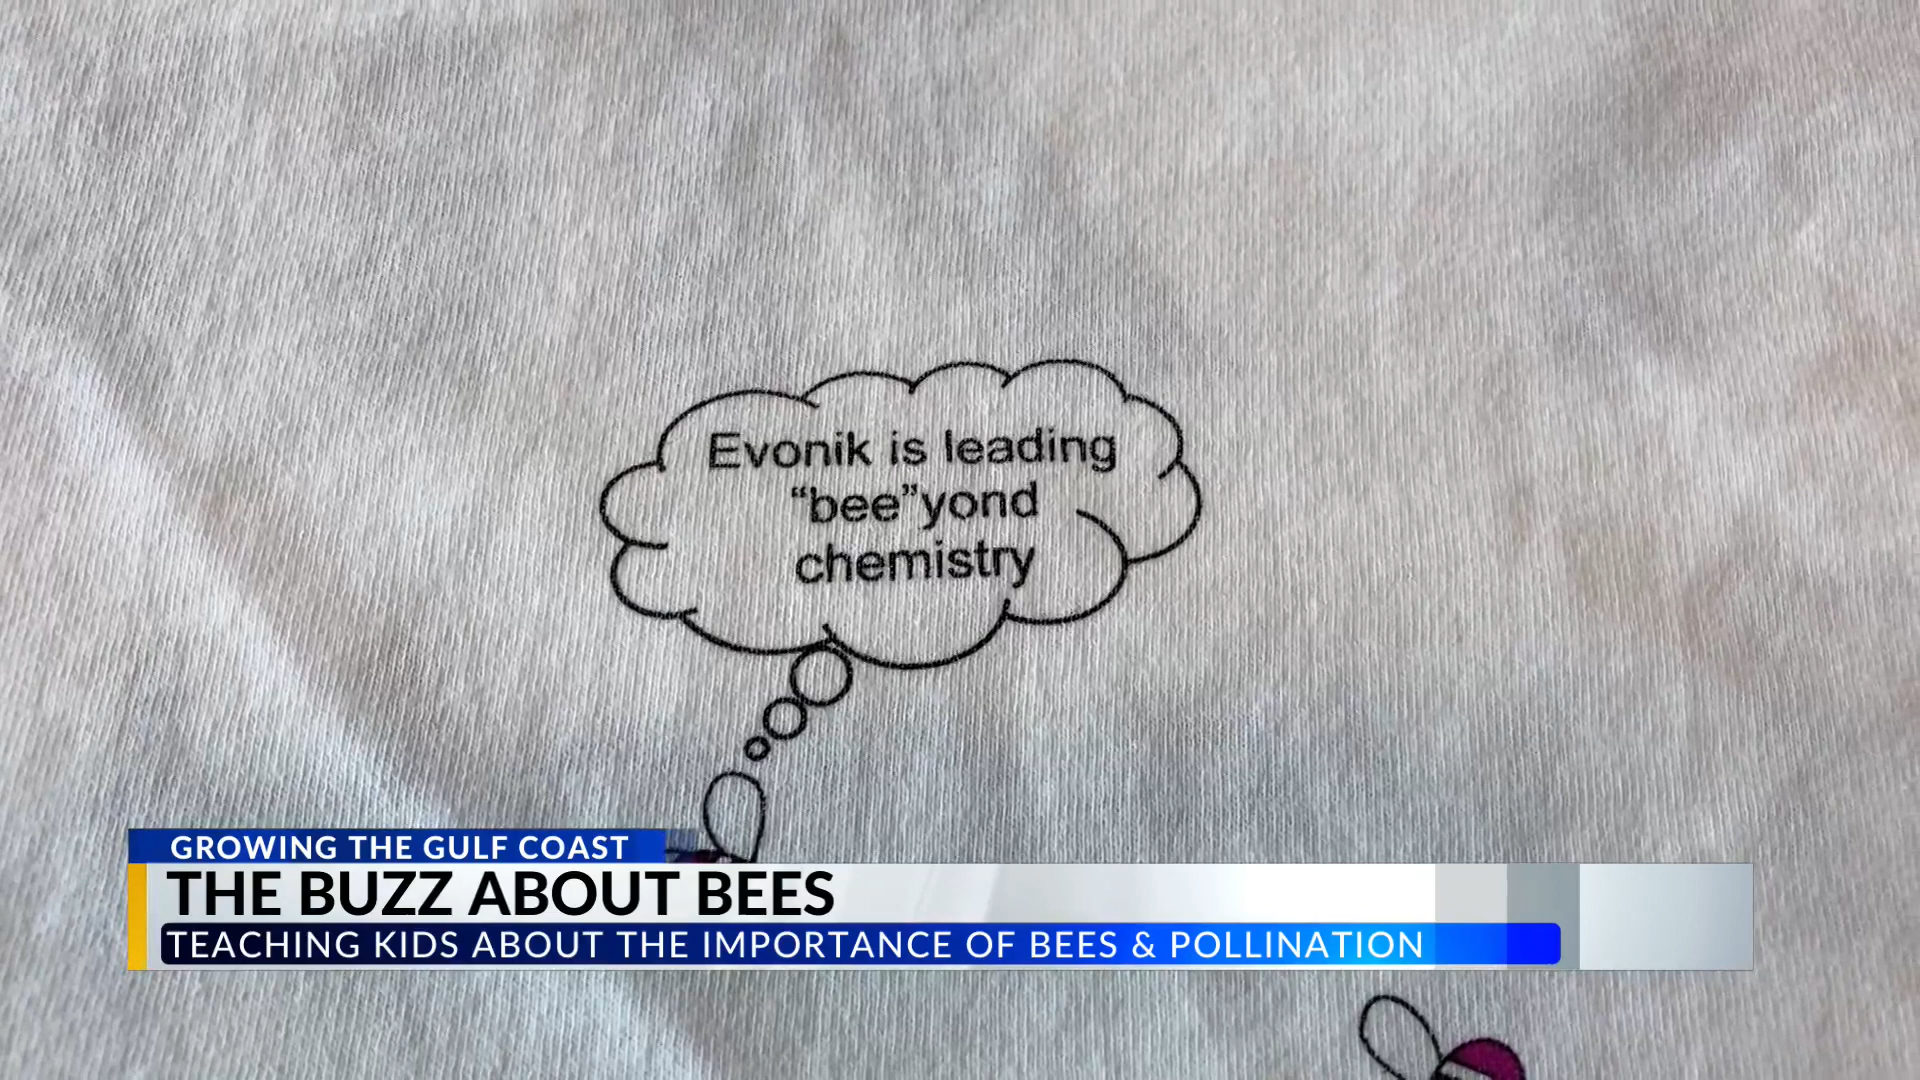 Evonik is leading
“bee”yond
chemistry
GROWING THE GULF COAST
THE BUZZ ABOUT BEES
TEACHING KIDS ABOUT THE IMPORTANCE OF BEES & POLLINATION